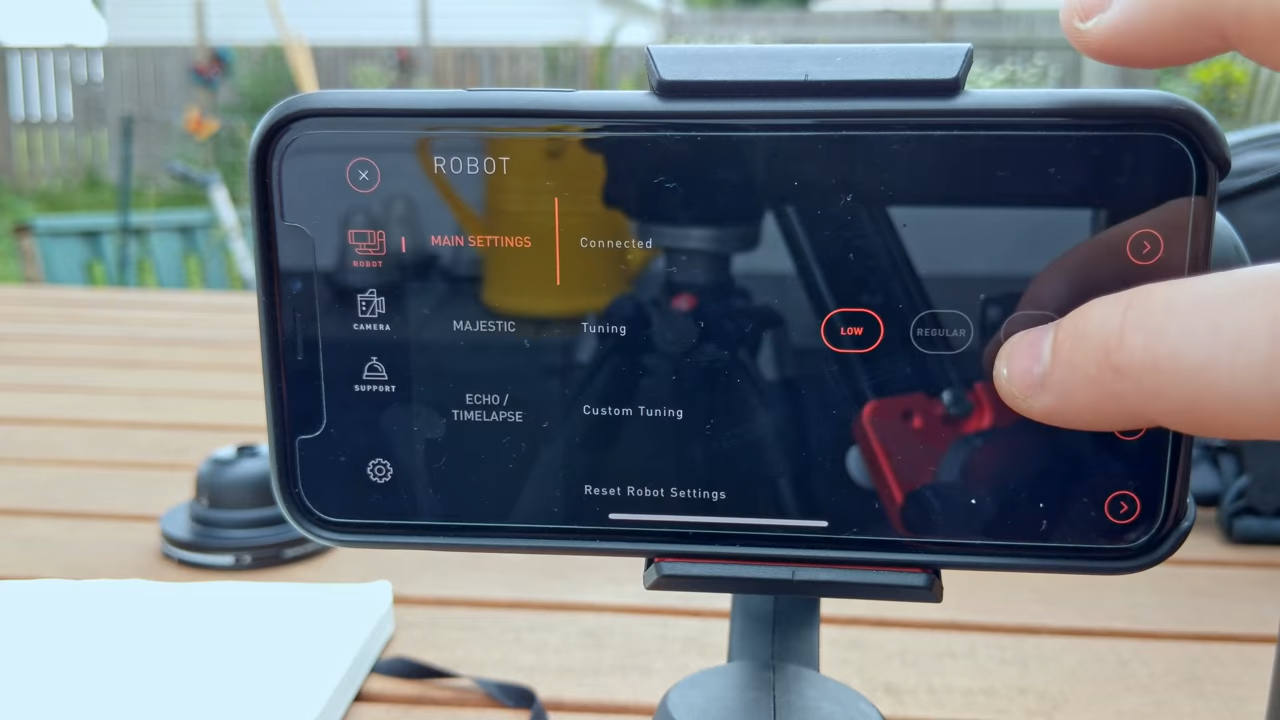 ROBOT
ROBOT
MAIN SETTINGS
Connected
CAMERA
MAJESTIC
Tuning
LOW
REGULAR
SUPPORT
ECHO /
TIMELAPSE
Custom Tuning
Reset Robot Settings